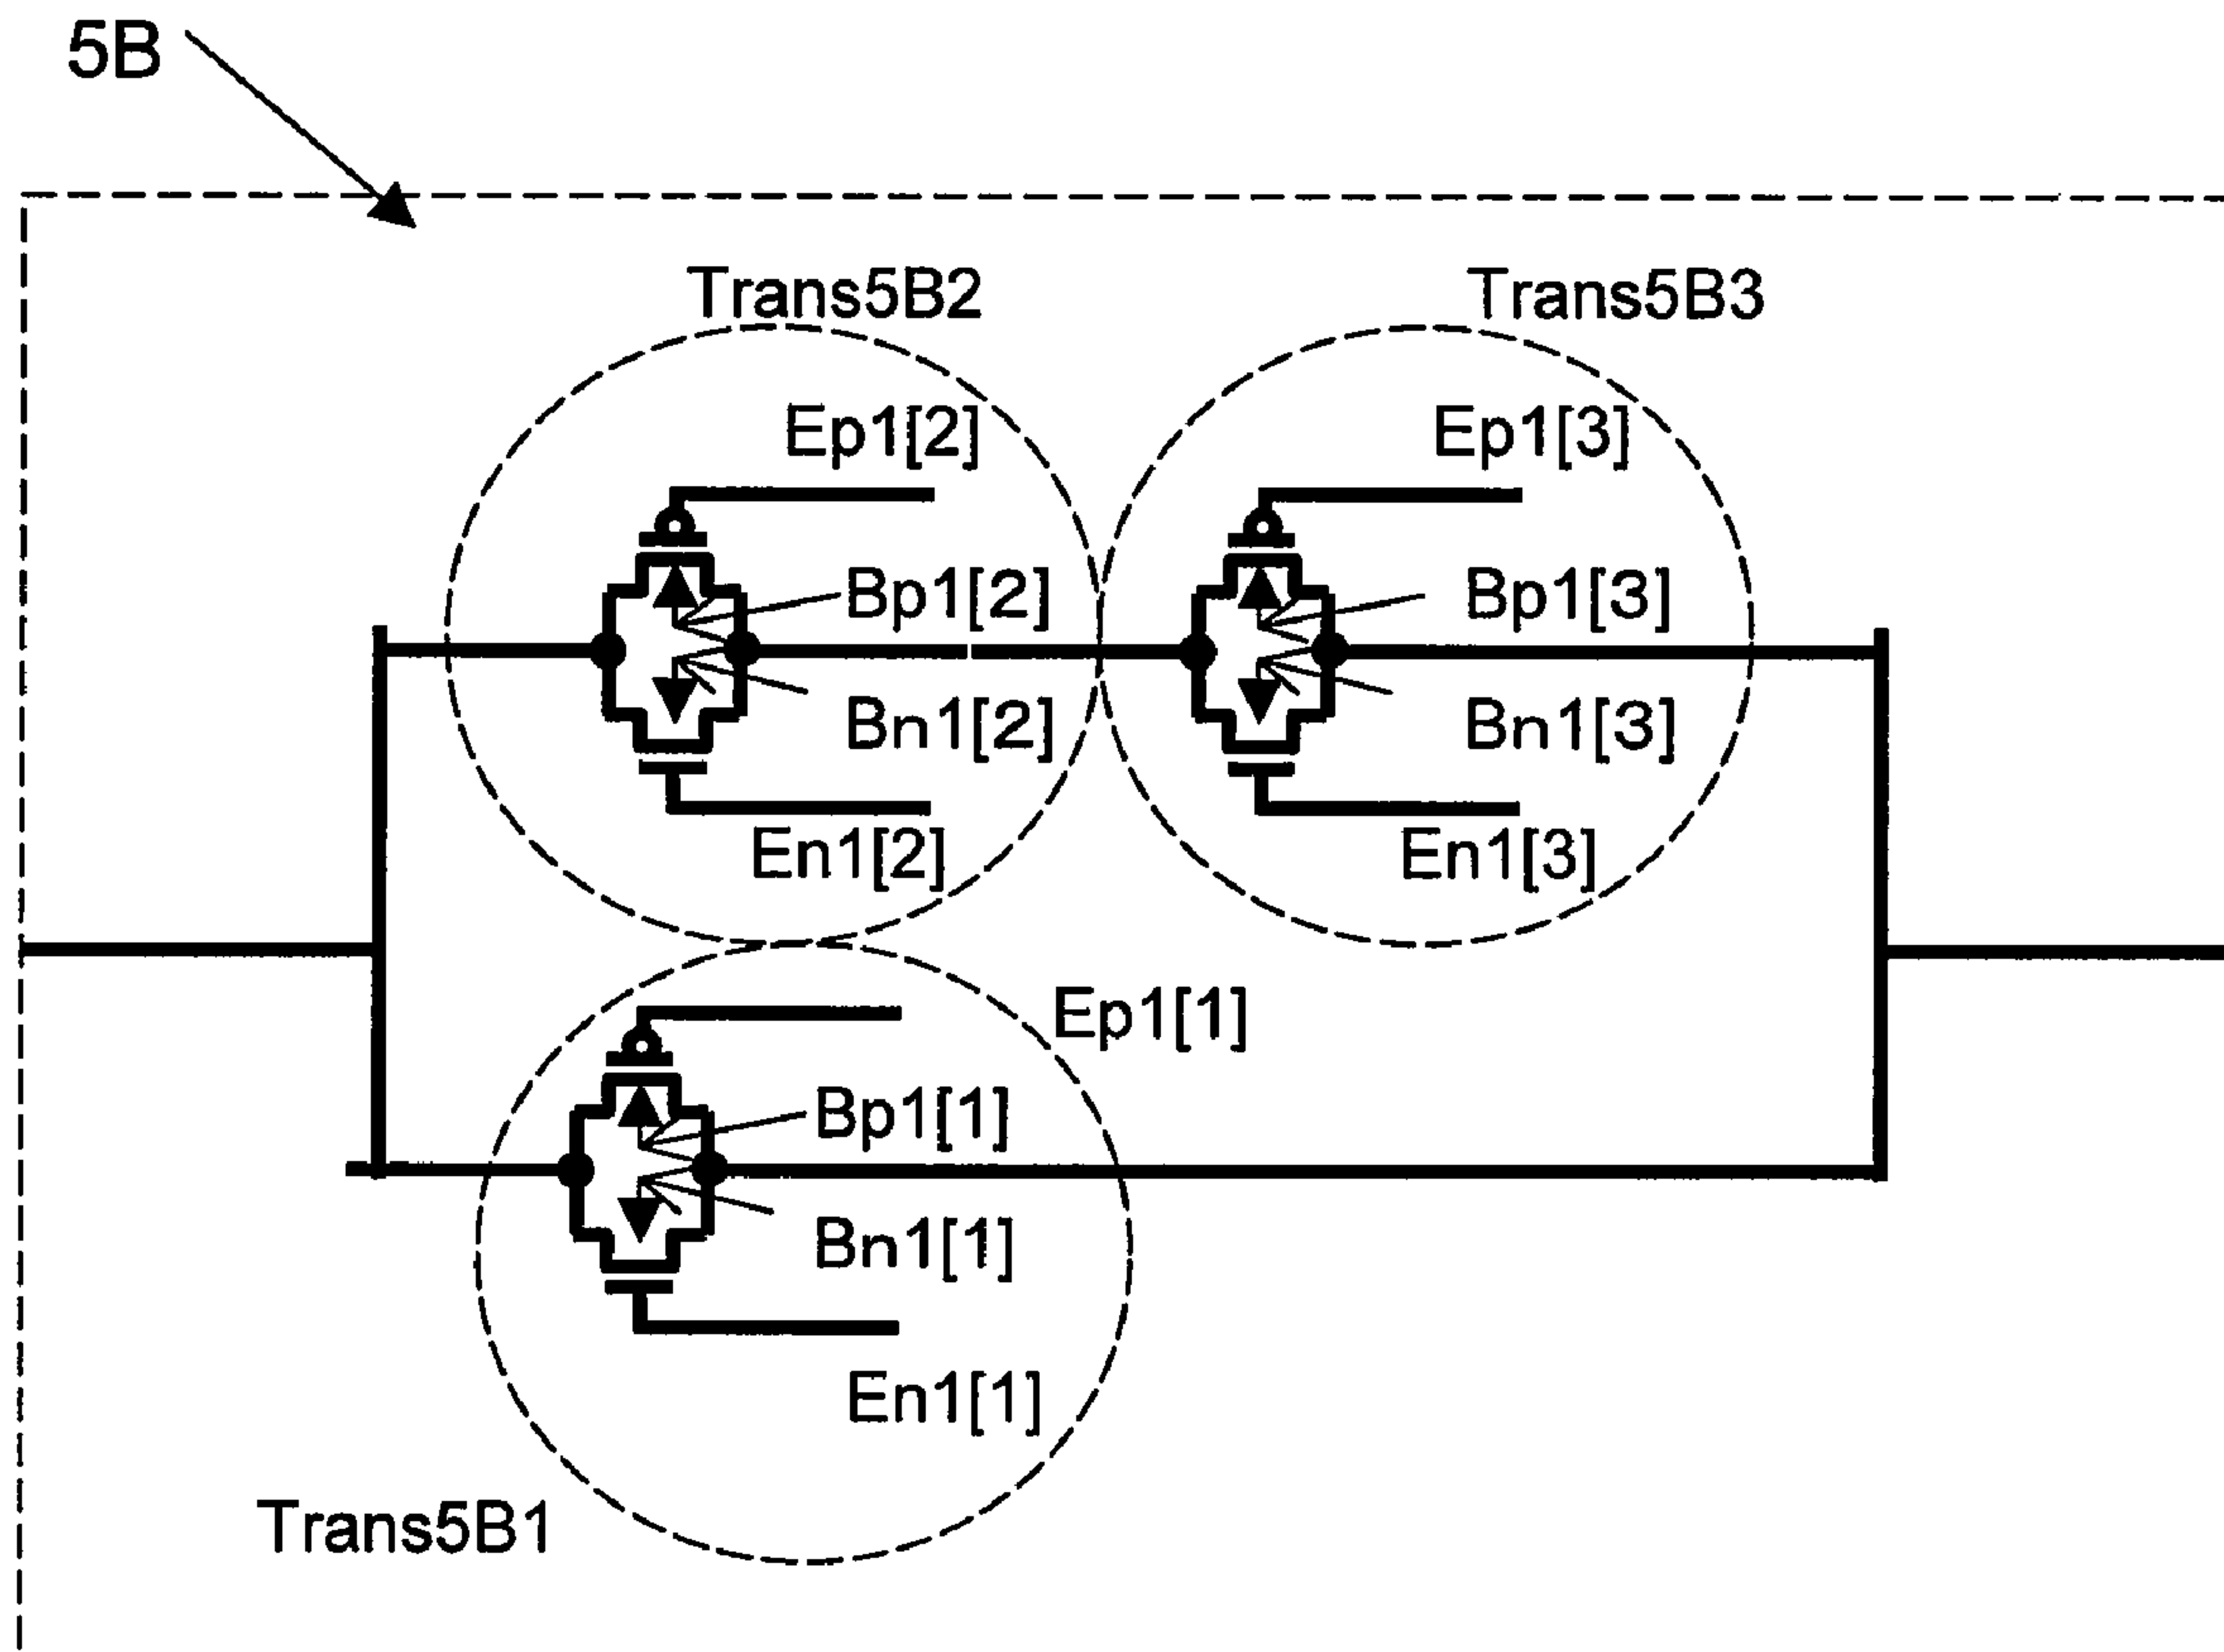 5B
Trans5B2
Trans5B3
Ep1[2]
Ep1[3]
Bp1[2]
Bp1[3]
Bn1[2]
Bn1[3]
En1[2]
En1[3]
Ep1[1]
Bp1[1]
Bn1[1]
En1[1]
Trans5B1